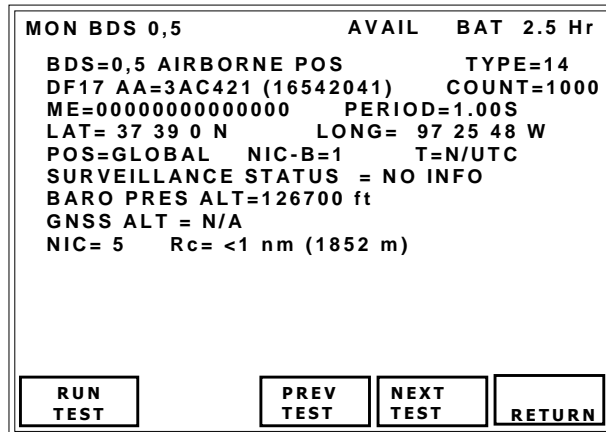 MON BDS 0,5 AVAIL BAT 2.5 Hr
BDS=0,5 AIRBORNE POS TYPE=14
DF17 AA=3AC421 (16542041) COUNT=1000
ME=00000000000000 PERIOD=1.00S
LAT= 37 39 0 N LONG= 97 25 48 W
POS=GLOBAL NIC-B=1 T=N/UTC
SURVEILLANCE STATUS = NO INFO
BARO PRES ALT=126700 ft
GNSS ALT = N/A
NIC= 5 Rc= <1 nm (1852 m)
RUN TEST
PREV TEST
NEXT TEST
RETURN